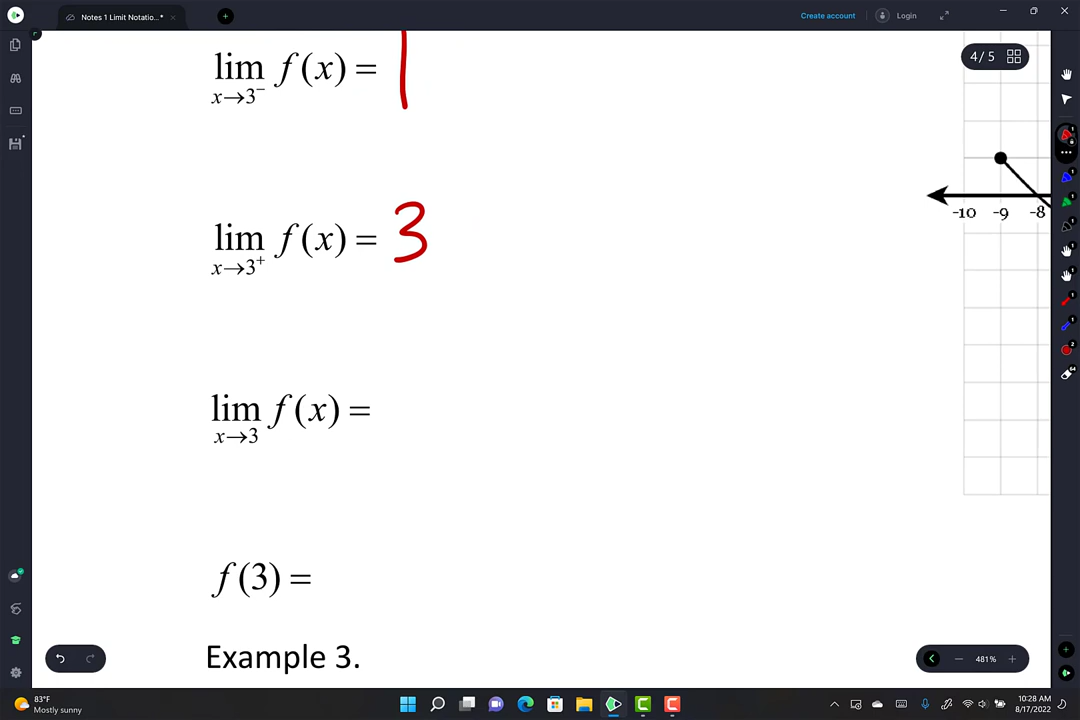 Notes 1 Limit Notatio...*
Create account
Login
lim f(x) = 1
x→3⁻
4 / 5
lim f(x) = 3
x→3⁺
-10 -9 -8
lim f(x) =
x→3
f(3) =
Example 3.
481%
83°F
Mostly sunny
10:28 AM
8/17/2022